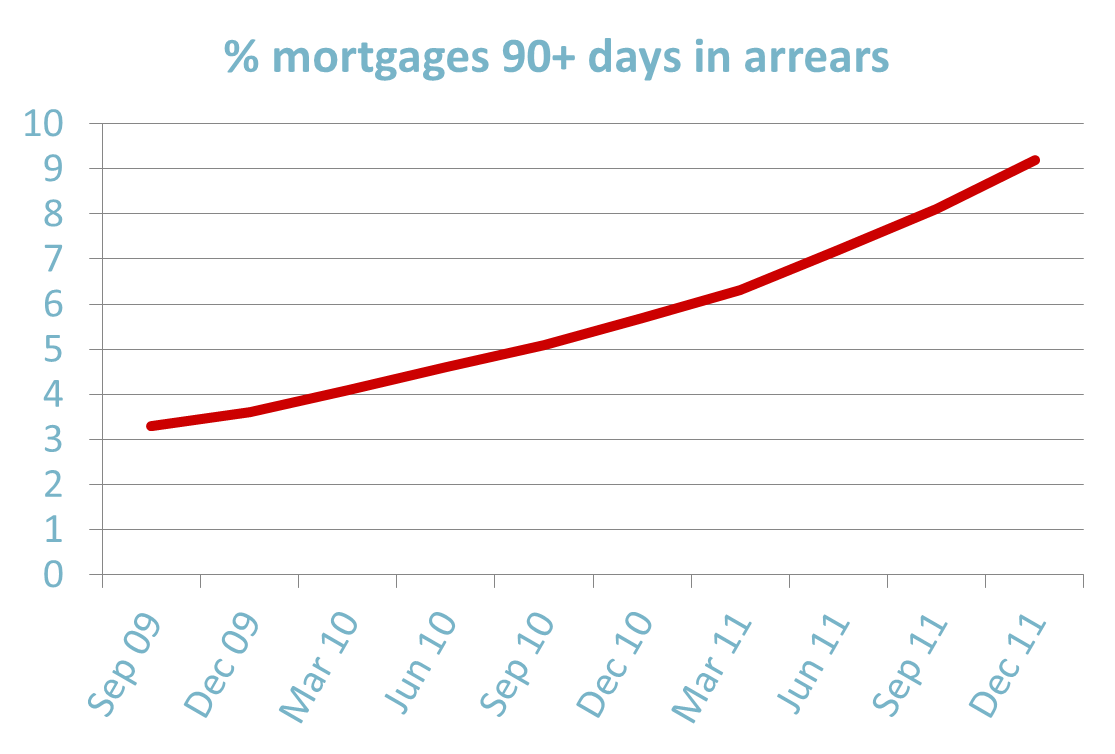 % mortgages 90+ days in arrears
10
9
8
7
6
5
4
3
2
1
0
Sep 09
Dec 09
Mar 10
Jun 10
Sep 10
Dec 10
Mar 11
Jun 11
Sep 11
Dec 11